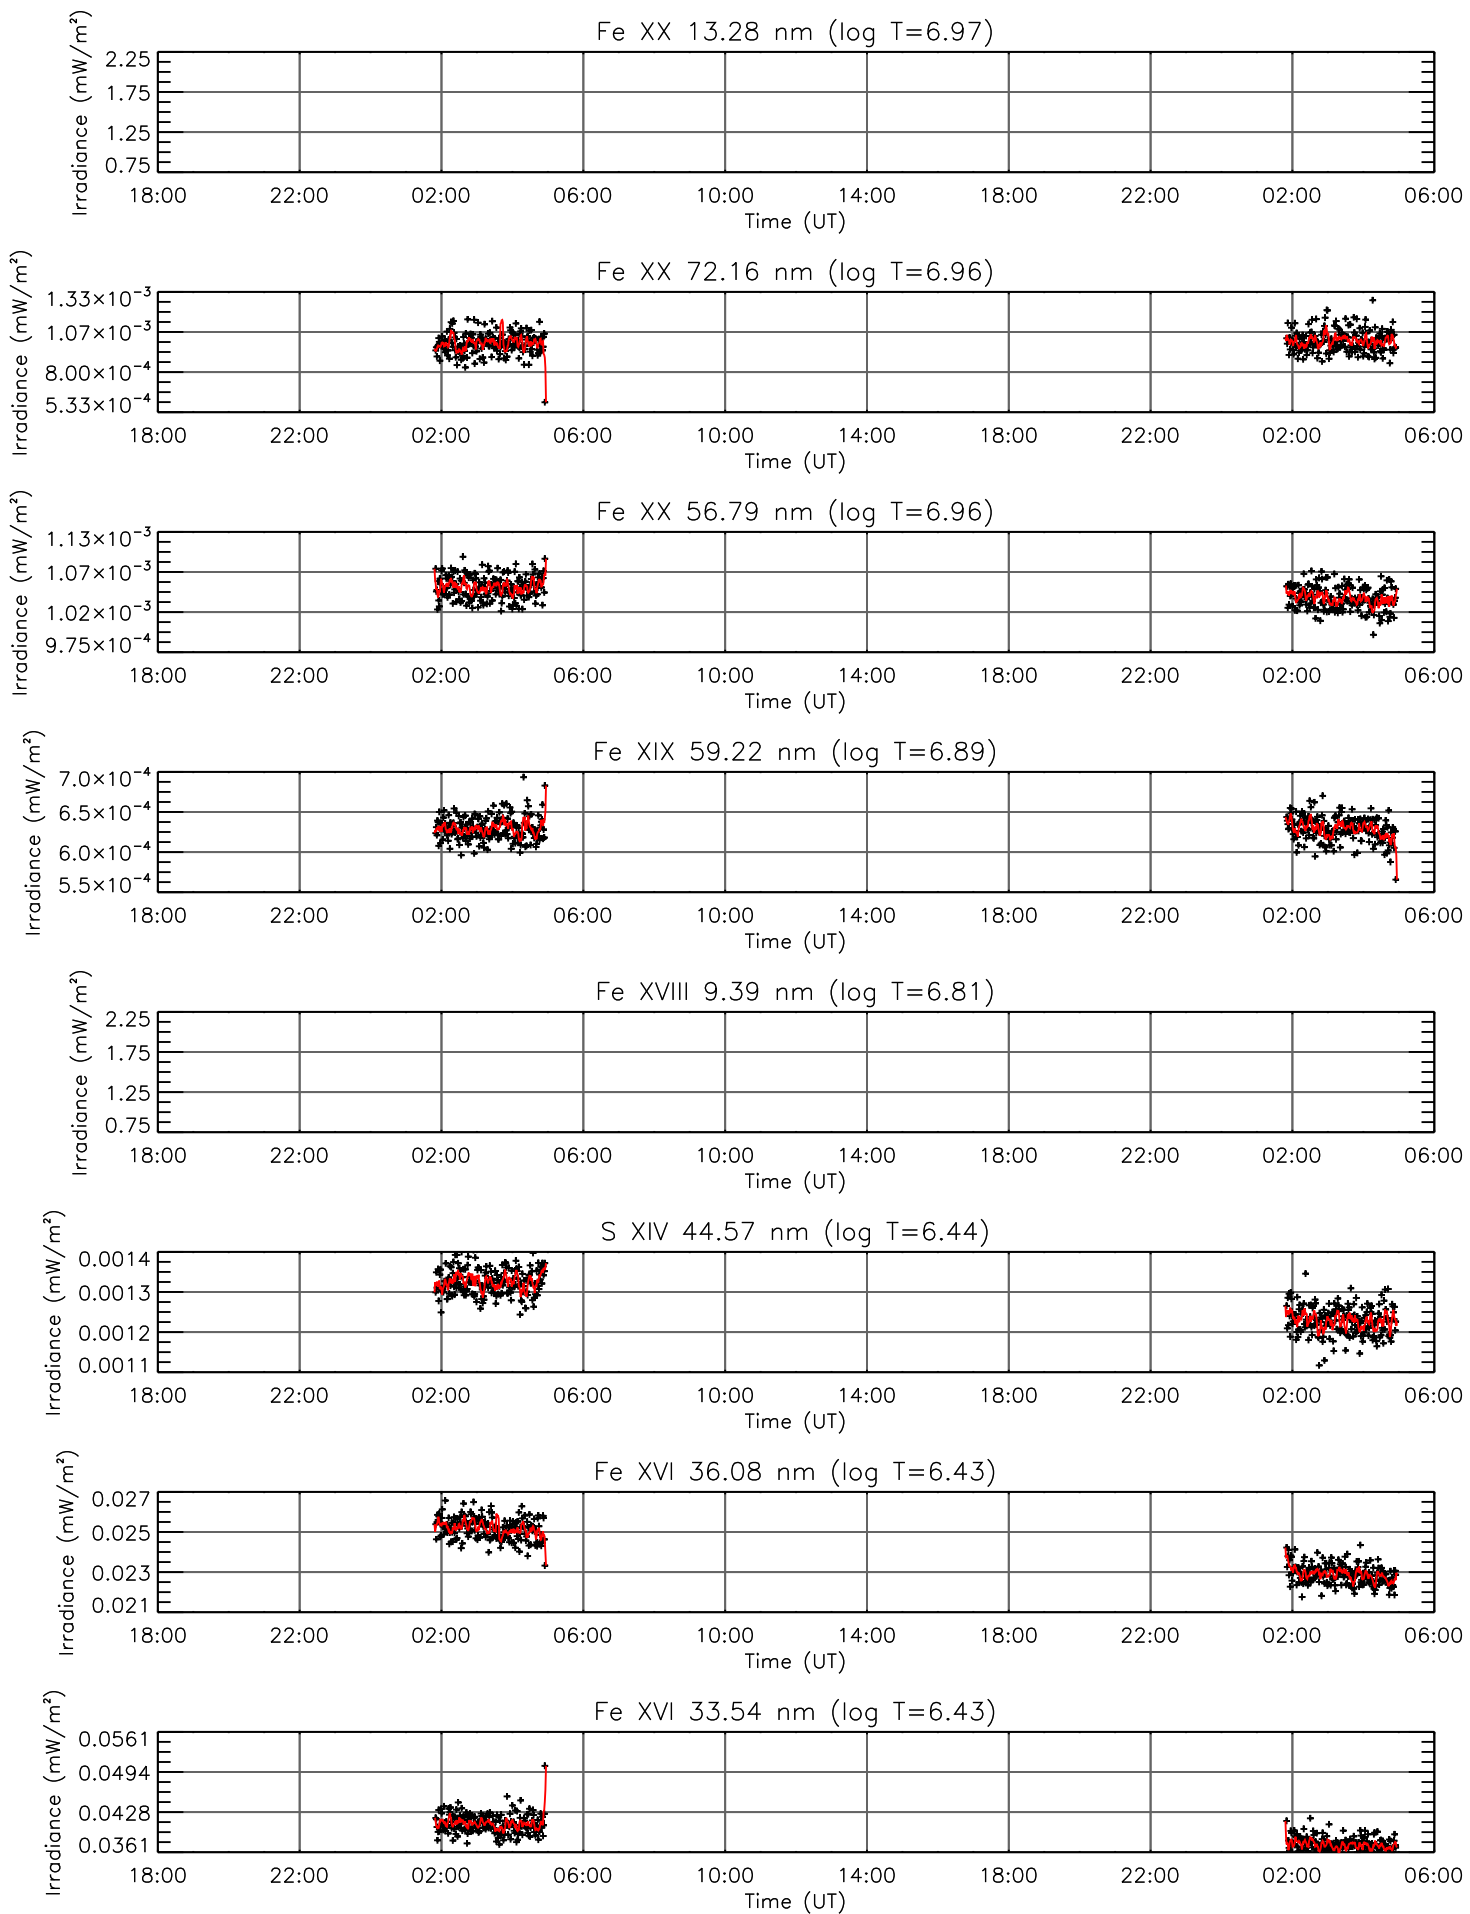 Fe XX 13.28 nm (log T=6.97)
Irradiance (mW/m²)
2.25
1.75
1.25
0.75
18:00 22:00 02:00 06:00 10:00 14:00 18:00 22:00 02:00 06:00
Time (UT)
Fe XX 72.16 nm (log T=6.96)
Irradiance (mW/m²)
1.33×10⁻³
1.07×10⁻³
8.00×10⁻⁴
5.33×10⁻⁴
18:00 22:00 02:00 06:00 10:00 14:00 18:00 22:00 02:00 06:00
Time (UT)
Fe XX 56.79 nm (log T=6.96)
Irradiance (mW/m²)
1.13×10⁻³
1.07×10⁻³
1.02×10⁻³
9.75×10⁻⁴
18:00 22:00 02:00 06:00 10:00 14:00 18:00 22:00 02:00 06:00
Time (UT)
Fe XIX 59.22 nm (log T=6.89)
Irradiance (mW/m²)
7.0×10⁻⁴
6.5×10⁻⁴
6.0×10⁻⁴
5.5×10⁻⁴
18:00 22:00 02:00 06:00 10:00 14:00 18:00 22:00 02:00 06:00
Time (UT)
Fe XVIII 9.39 nm (log T=6.81)
Irradiance (mW/m²)
2.25
1.75
1.25
0.75
18:00 22:00 02:00 06:00 10:00 14:00 18:00 22:00 02:00 06:00
Time (UT)
S XIV 44.57 nm (log T=6.44)
Irradiance (mW/m²)
0.0014
0.0013
0.0012
0.0011
18:00 22:00 02:00 06:00 10:00 14:00 18:00 22:00 02:00 06:00
Time (UT)
Fe XVI 36.08 nm (log T=6.43)
Irradiance (mW/m²)
0.027
0.025
0.023
0.021
18:00 22:00 02:00 06:00 10:00 14:00 18:00 22:00 02:00 06:00
Time (UT)
Fe XVI 33.54 nm (log T=6.43)
Irradiance (mW/m²)
0.0561
0.0494
0.0428
0.0361
18:00 22:00 02:00 06:00 10:00 14:00 18:00 22:00 02:00 06:00
Time (UT)